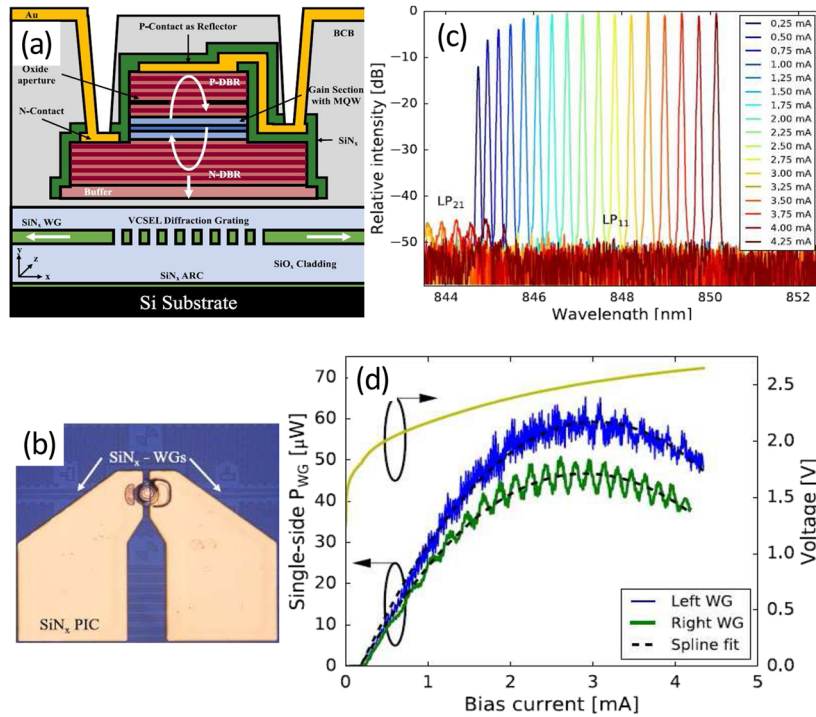 (a)
Au
P-Contact as Reflector
BCB
Oxide
aperture
P-DBR
Gain Section
with MQW
N-Contact
SiNₓ
N-DBR
Buffer
SiNₓ WG
VCSEL Diffraction Grating
y
z
x
SiNₓ ARC
SiOₓ Cladding
Si Substrate
(b)
SiNₓ - WGs
SiNₓ PIC
(c)
Relative intensity [dB]
0
−10
−20
−30
−40
−50
LP₂₁
LP₁₁
0,25 mA
0.50 mA
0.75 mA
1.00 mA
1.25 mA
1.50 mA
1.75 mA
2.00 mA
2.25 mA
2.50 mA
2.75 mA
3.00 mA
3.25 mA
3.50 mA
3.75 mA
4.00 mA
4.25 mA
844 846 848 850 852
Wavelength [nm]
(d)
Single-side P_WG [μW]
70
60
50
40
30
20
10
0
2.5
2.0
1.5
1.0
0.5
0.0
Voltage [V]
Left WG
Right WG
Spline fit
0 1 2 3 4 5
Bias current [mA]